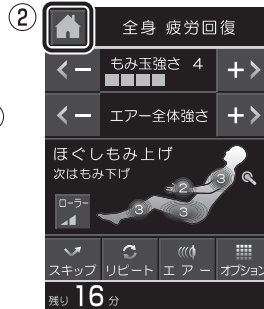 ②
全身 疲労回復
もみ玉強さ 4
エアー全体強さ
ほぐしもみ上げ
次はもみ下げ
ローラー
3
2
3
3
スキップ リピート エアー オプション
残り 16 分